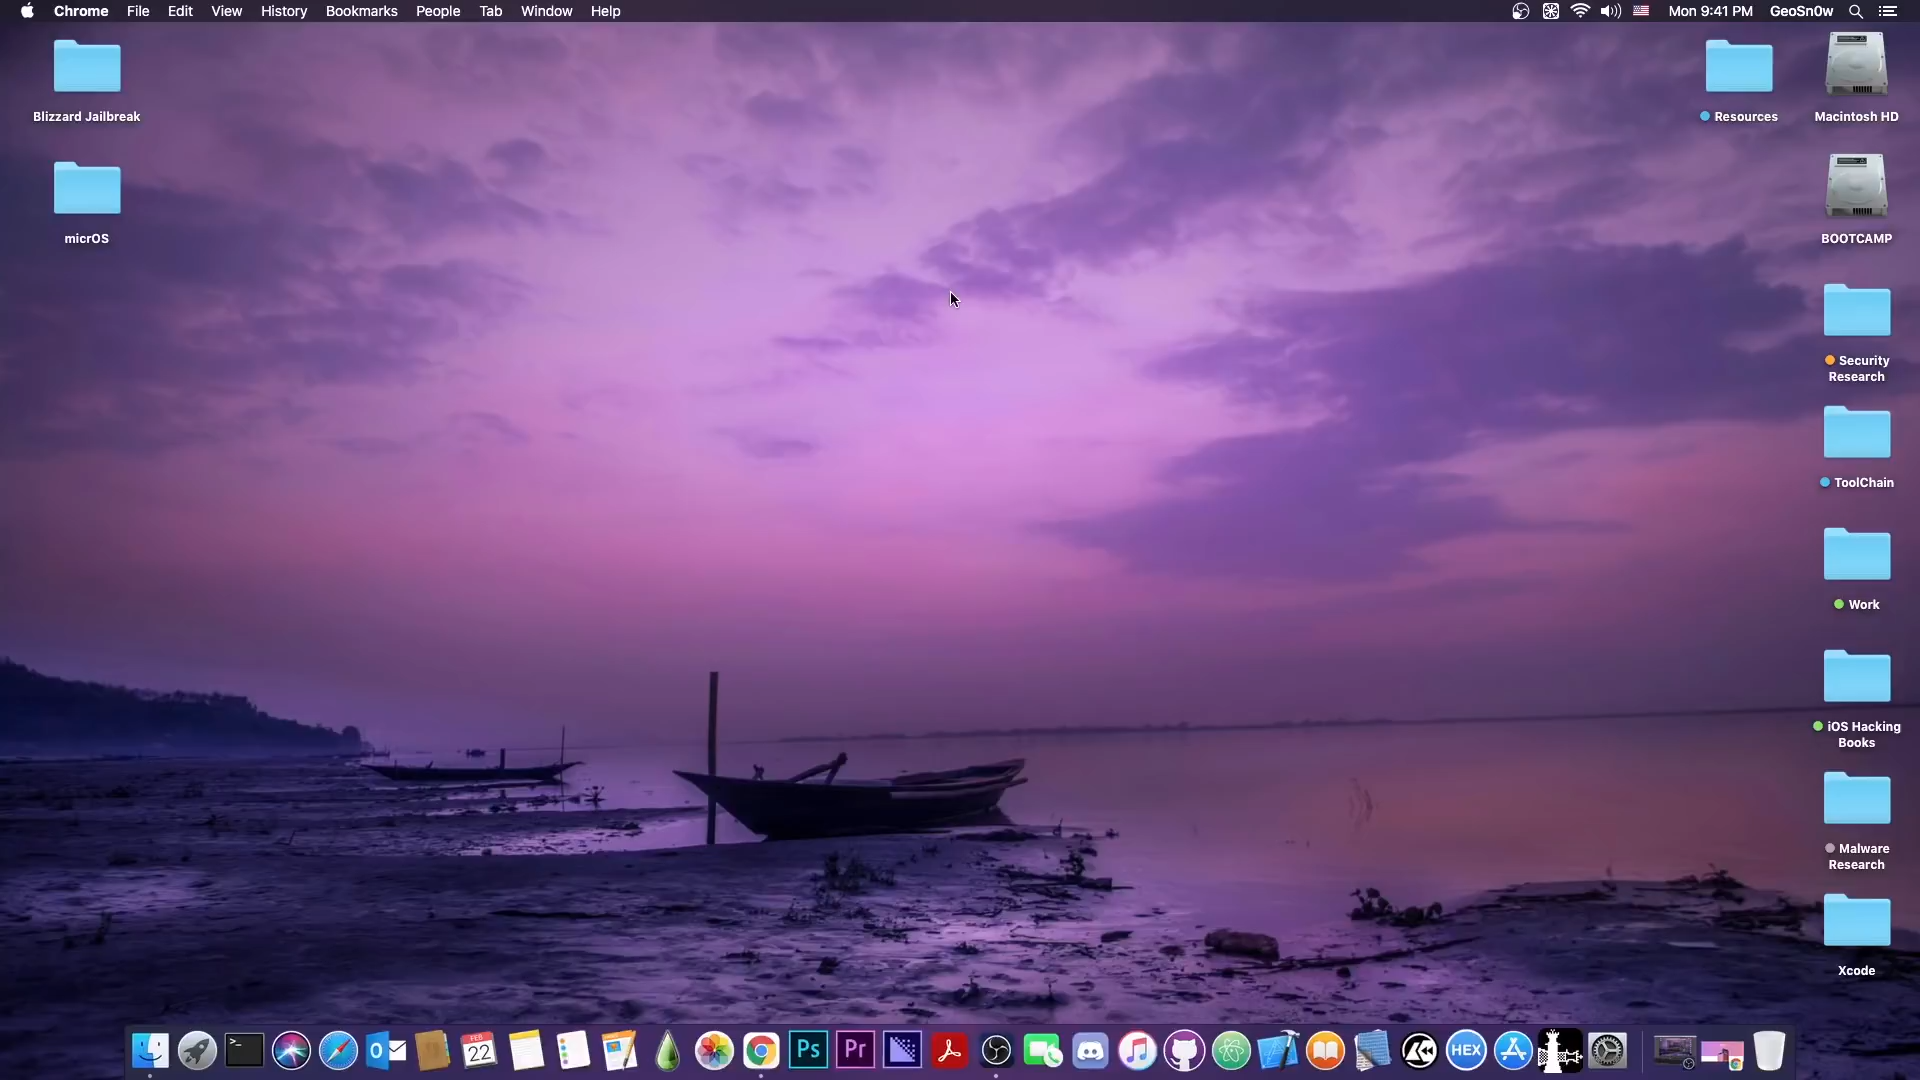 Chrome File Edit View History Bookmarks People Tab Window Help
Mon 9:41 PM GeoSn0w
Blizzard Jailbreak
micrOS
Resources
Macintosh HD
BOOTCAMP
Security
Research
ToolChain
Work
iOS Hacking
Books
Malware
Research
Xcode
>_
O
FEB
22
Ps
Pr
HEX